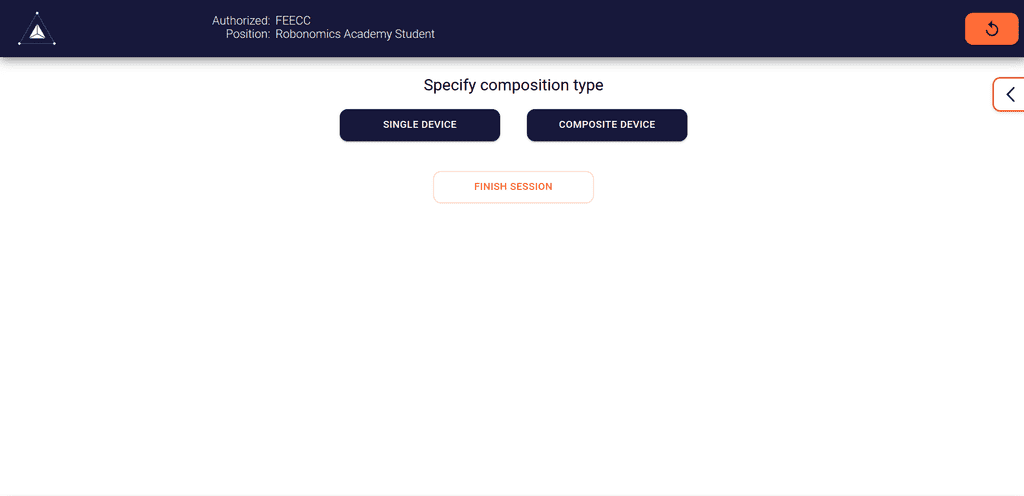 Authorized: FEECC
Position: Robonomics Academy Student
Specify composition type
SINGLE DEVICE
COMPOSITE DEVICE
FINISH SESSION